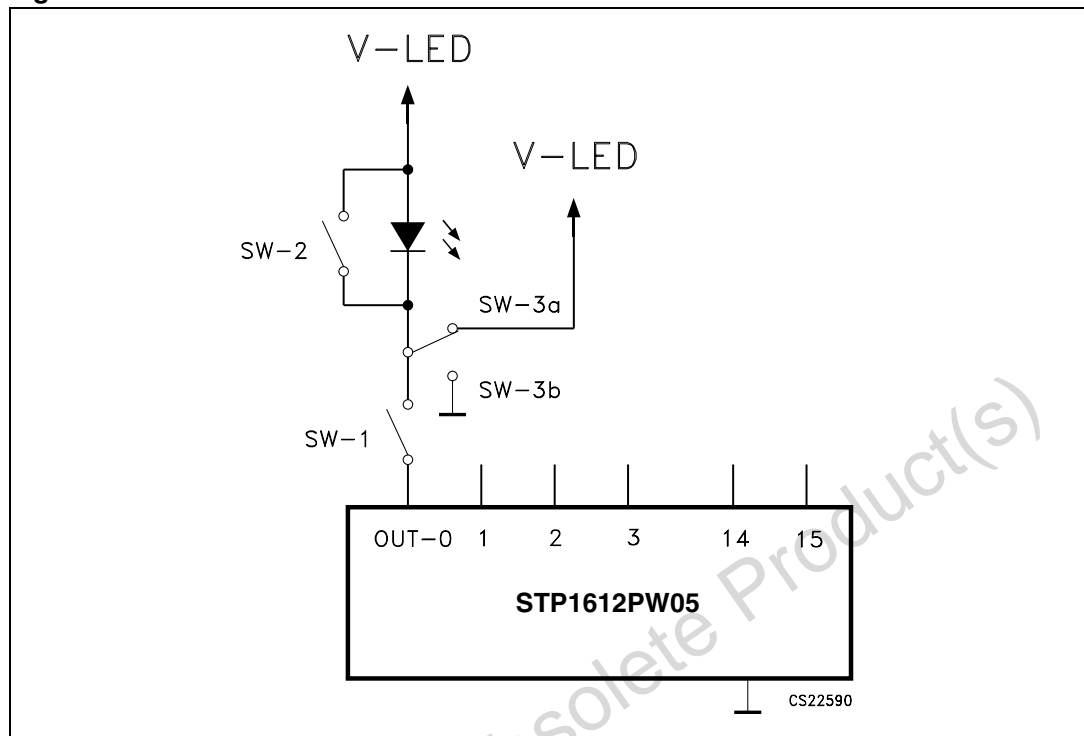 V-LED
V-LED
SW-2
SW-3a
SW-3b
SW-1
OUT-0 1 2 3 14 15
STP1612PW05
CS22590
solete Product(s)